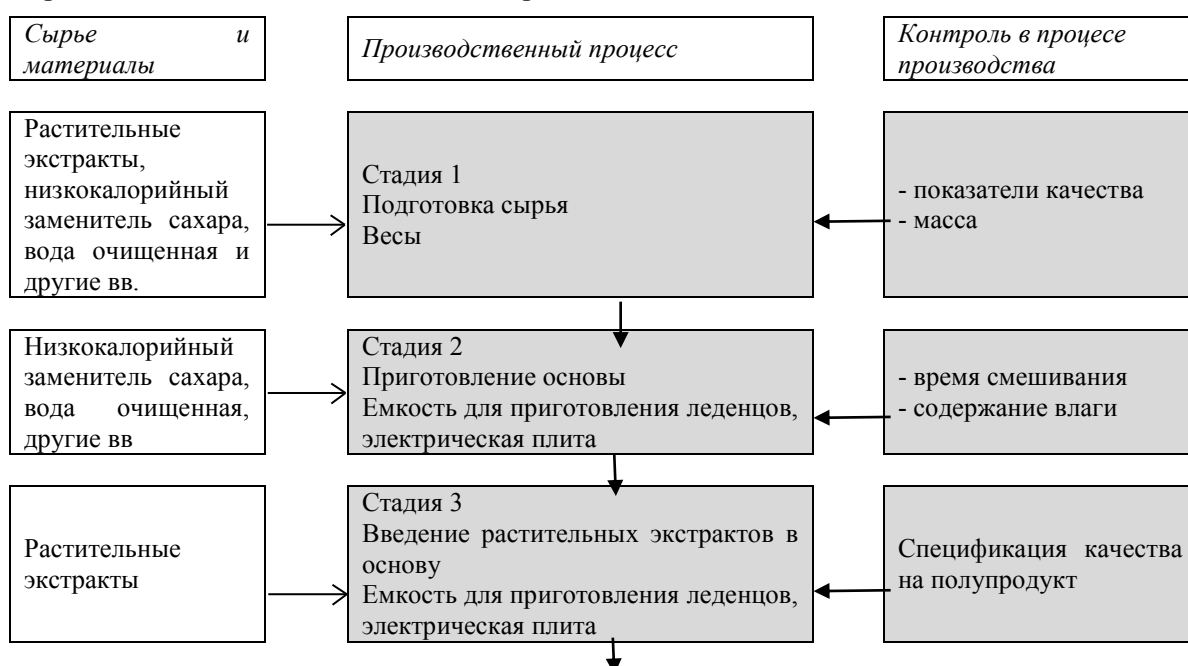 Сырье и
материалы
Производственный процесс
Контроль в процесе
производства
Растительные
экстракты,
низкокалорийный
заменитель сахара,
вода очищенная и
другие вв.
Стадия 1
Подготовка сырья
Весы
- показатели качества
- масса
Низкокалорийный
заменитель сахара,
вода очищенная,
другие вв
Стадия 2
Приготовление основы
Емкость для приготовления леденцов,
электрическая плита
- время смешивания
- содержание влаги
Растительные
экстракты
Стадия 3
Введение растительных экстрактов в
основу
Емкость для приготовления леденцов,
электрическая плита
Спецификация качества
на полупродукт